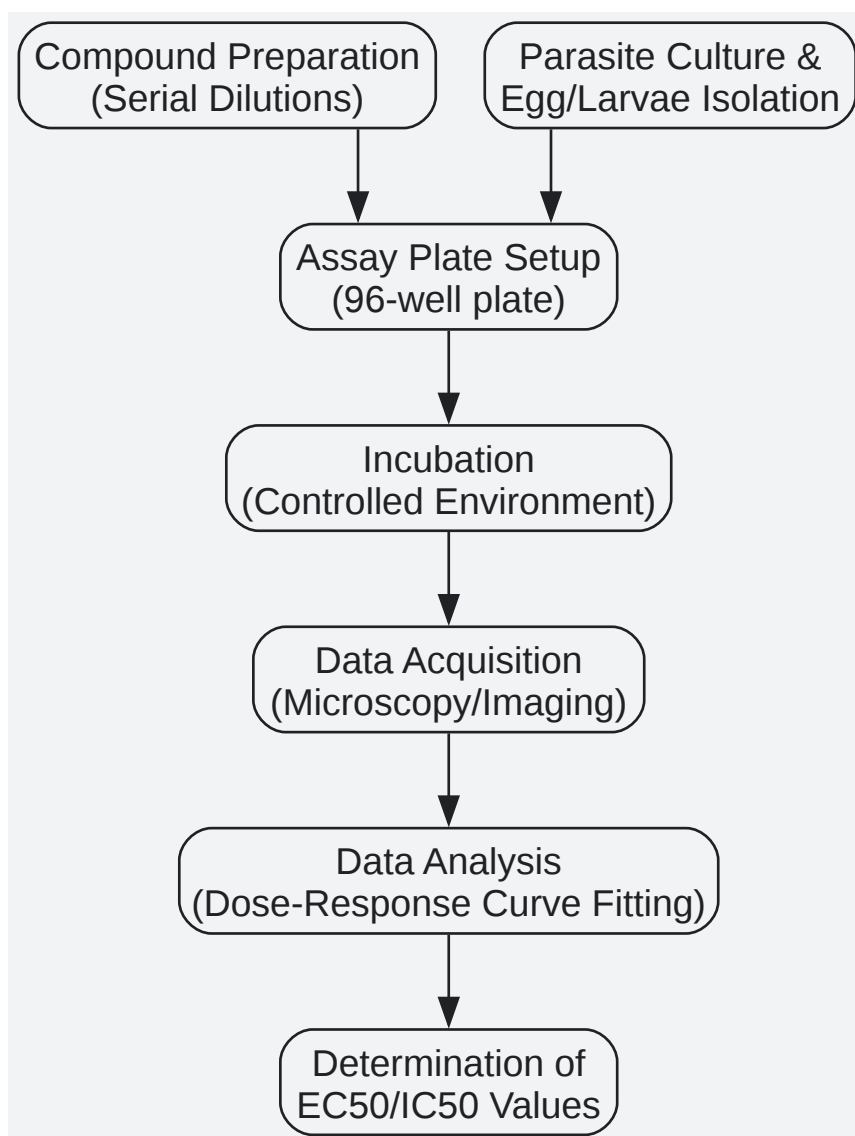 Compound Preparation
(Serial Dilutions)
Parasite Culture &
Egg/Larvae Isolation
Assay Plate Setup
(96-well plate)
Incubation
(Controlled Environment)
Data Acquisition
(Microscopy/Imaging)
Data Analysis
(Dose-Response Curve Fitting)
Determination of
EC50/IC50 Values